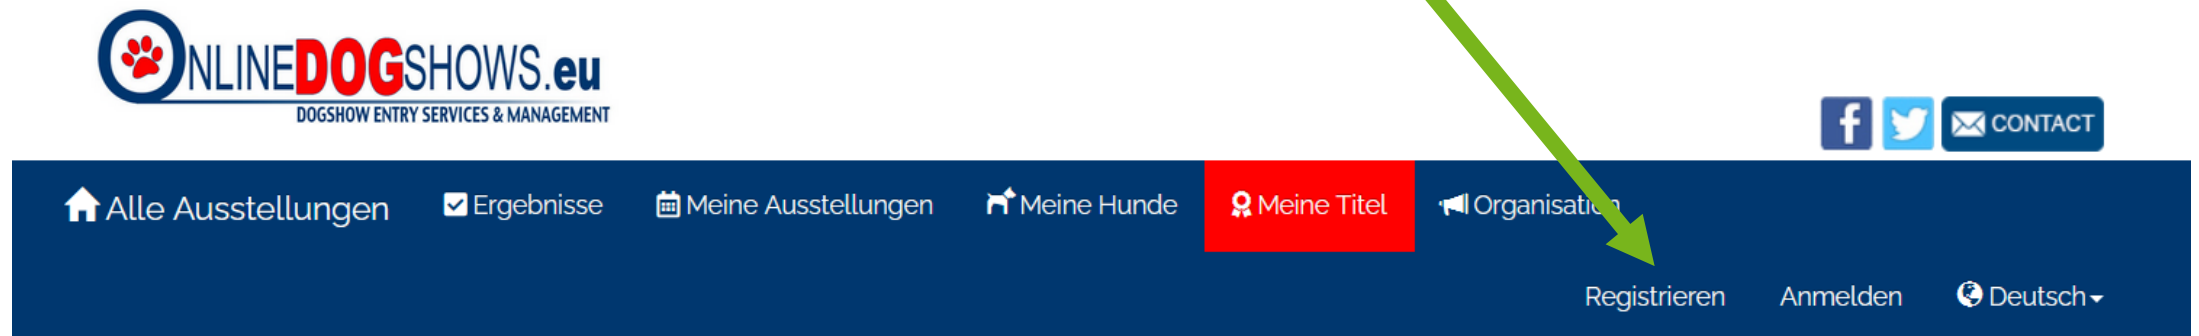 ONLINEDOGSHOWS.eu
DOGSHOW ENTRY SERVICES & MANAGEMENT
f CONTACT
Alle Ausstellungen Ergebnisse Meine Ausstellungen Meine Hunde Meine Titel Organisation
Registrieren Anmelden Deutsch